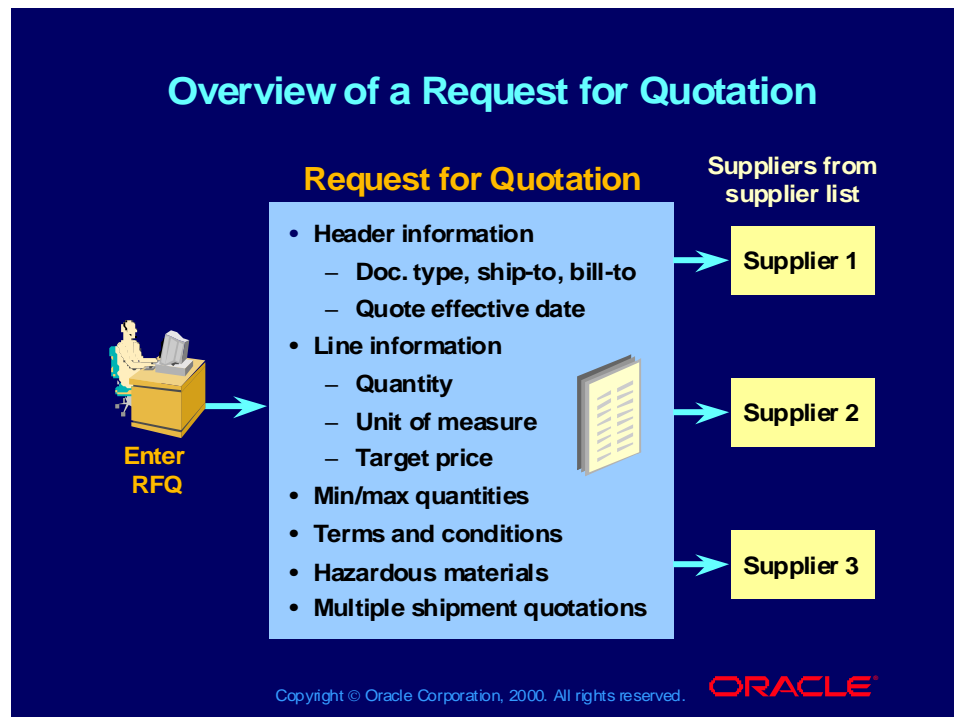 Overview of a Request for Quotation
Request for Quotation
Suppliers from
supplier list
• Header information
– Doc. type, ship-to, bill-to
– Quote effective date
• Line information
– Quantity
– Unit of measure
– Target price
• Min/max quantities
• Terms and conditions
• Hazardous materials
• Multiple shipment quotations
Enter
RFQ
Supplier 1
Supplier 2
Supplier 3
Copyright © Oracle Corporation, 2000. All rights reserved.
ORACLE®